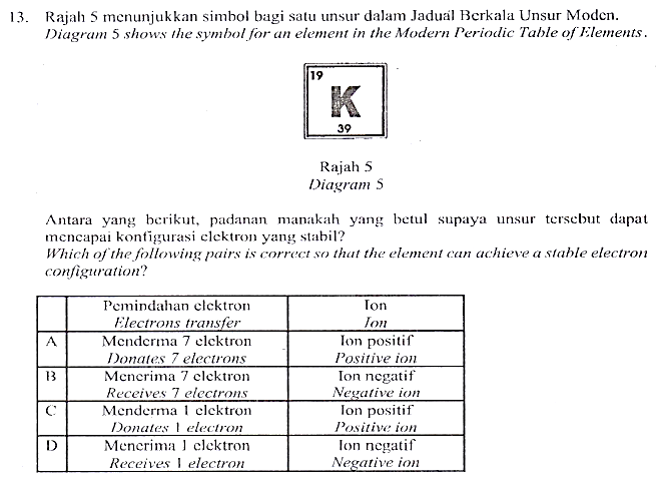 13. Rajah 5 menunjukkan simbol bagi satu unsur dalam Jadual Berkala Unsur Moden.
Diagram 5 shows the symbol for an element in the Modern Periodic Table of Elements.
19
K
39
Rajah 5
Diagram 5
Antara yang berikut, padanan manakah yang betul supaya unsur tersebut dapat
mencapai konfigurasi elektron yang stabil?
Which of the following pairs is correct so that the element can achieve a stable electron
configuration?
Pemindahan elektron Ion
Electrons transfer Ion
A Menderma 7 elektron Ion positif
Donates 7 electrons Positive ion
B Menerima 7 elektron Ion negatif
Receives 7 electrons Negative ion
C Menderma 1 elektron Ion positif
Donates 1 electron Positive ion
D Menerima 1 elektron Ion negatif
Receives 1 electron Negative ion